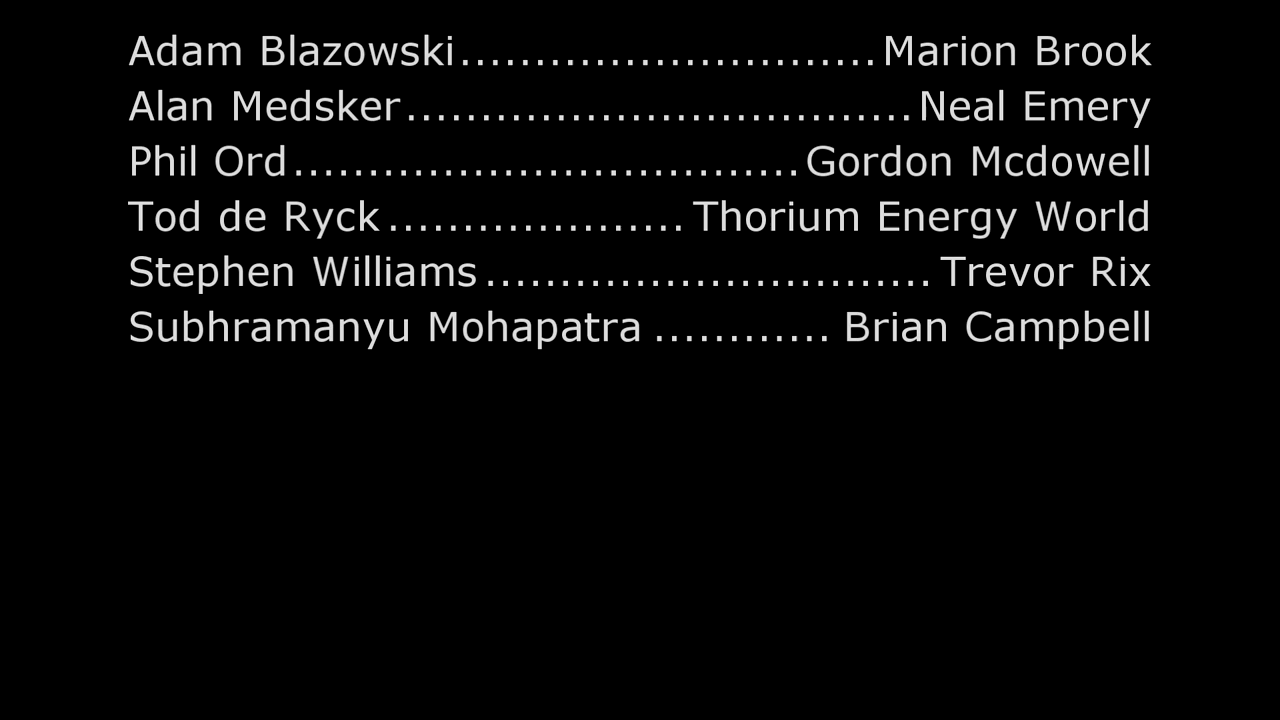 Adam Blazowski............................Marion Brook
Alan Medsker..................................Neal Emery
Phil Ord..................................Gordon Mcdowell
Tod de Ryck....................Thorium Energy World
Stephen Williams..............................Trevor Rix
Subhramanyu Mohapatra ............ Brian Campbell